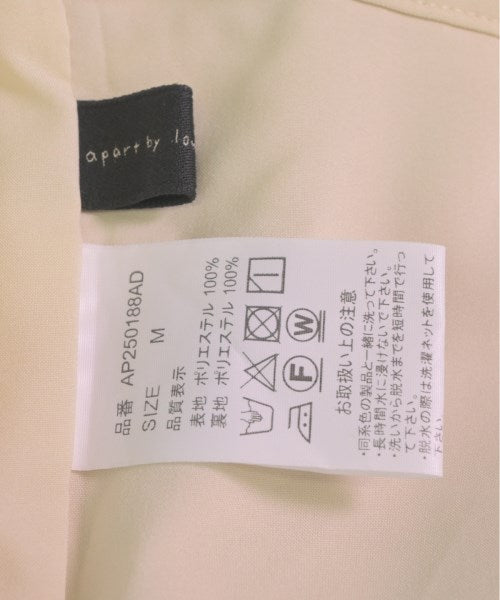 apart by lo
品番 AP250188AD
SIZE M
品質表示
表地 ポリエステル 100%
裏地 ポリエステル 100%
W
F
お取扱い上の注意
・同系色の製品と一緒に洗って下さい。
・長時間水に浸けないで下さい。
・洗いから脱水までを短時間で行っ
て下さい。
・脱水の際は洗濯ネットを使用して
下さい。